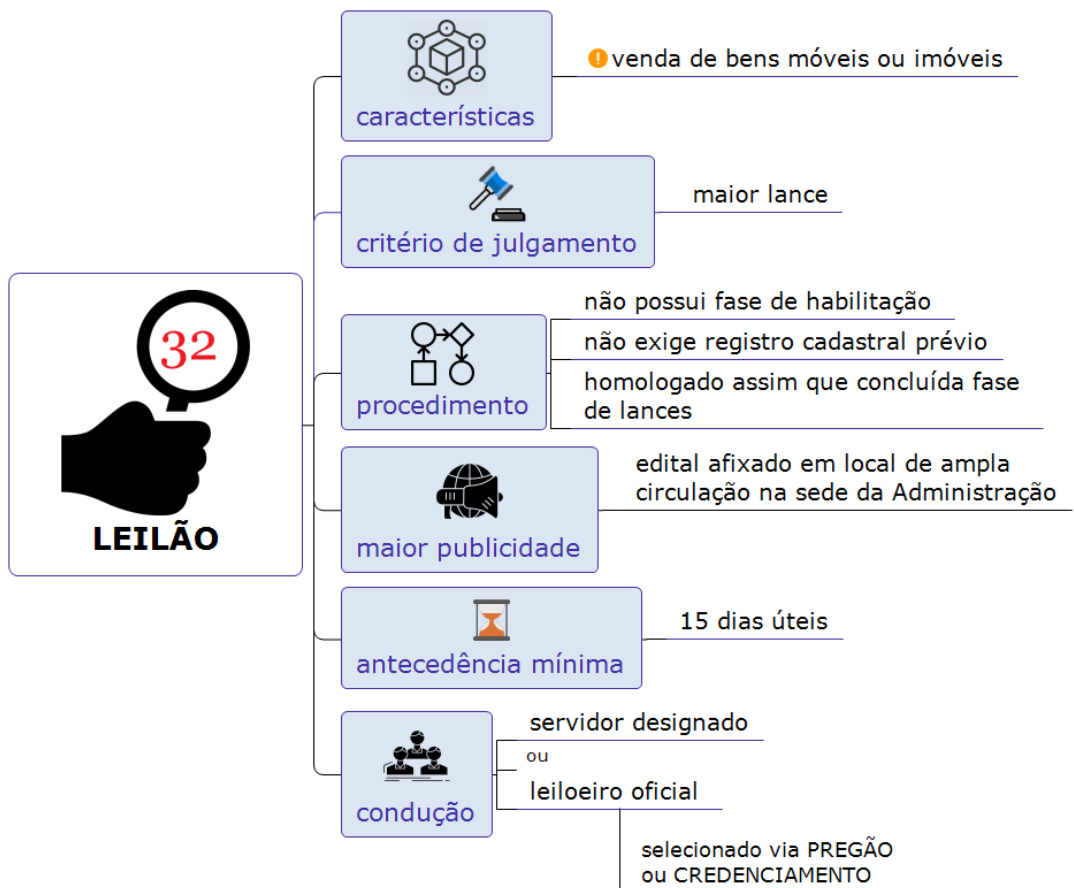 32
LEILÃO
características
venda de bens móveis ou imóveis
critério de julgamento
maior lance
procedimento
não possui fase de habilitação
não exige registro cadastral prévio
homologado assim que concluída fase
de lances
maior publicidade
edital afixado em local de ampla
circulação na sede da Administração
antecedência mínima
15 dias úteis
condução
servidor designado
ou
leiloeiro oficial
selecionado via PREGÃO
ou CREDENCIAMENTO